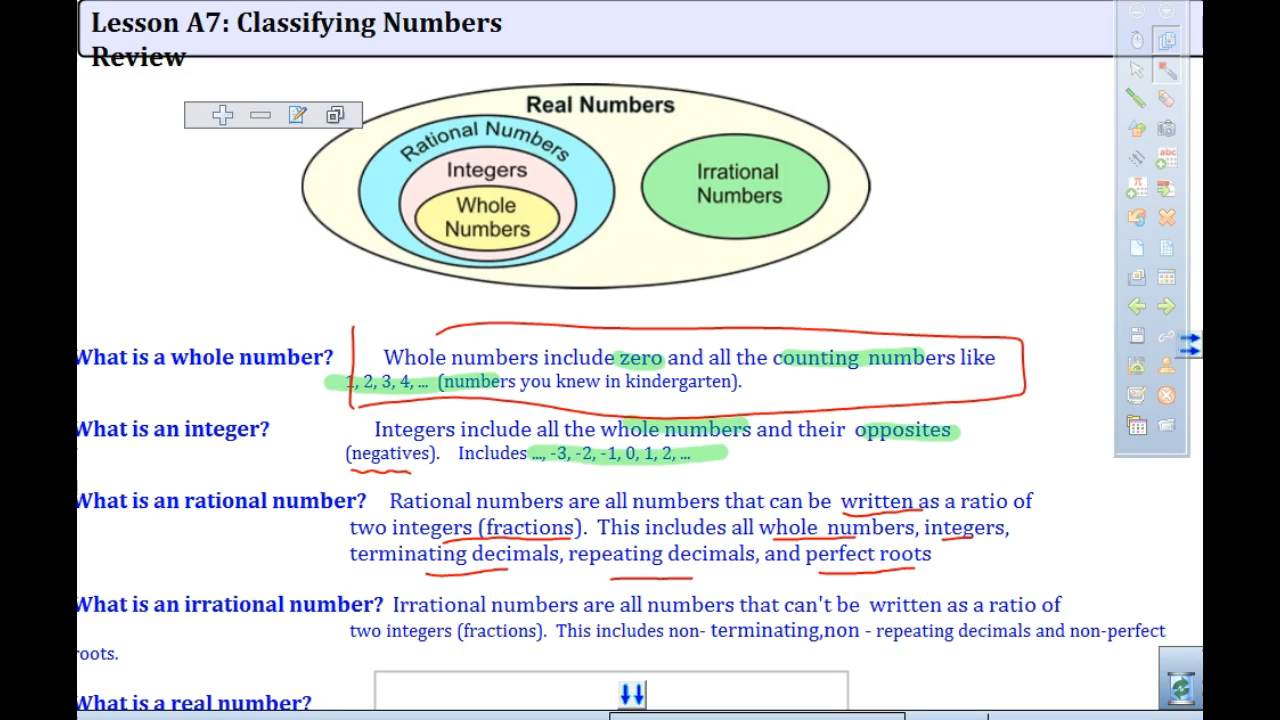 Lesson A7: Classifying Numbers
Review
Real Numbers
Rational Numbers
Integers
Whole
Numbers
Irrational
Numbers
What is a whole number? Whole numbers include zero and all the counting numbers like
1, 2, 3, 4, ... (numbers you knew in kindergarten).
What is an integer? Integers include all the whole numbers and their opposites
(negatives). Includes ..., -3, -2, -1, 0, 1, 2, ...
What is an rational number? Rational numbers are all numbers that can be written as a ratio of
two integers (fractions). This includes all whole numbers, integers,
terminating decimals, repeating decimals, and perfect roots
What is an irrational number? Irrational numbers are all numbers that can't be written as a ratio of
two integers (fractions). This includes non- terminating,non - repeating decimals and non-perfect
roots.
What is a real number?
abc
π